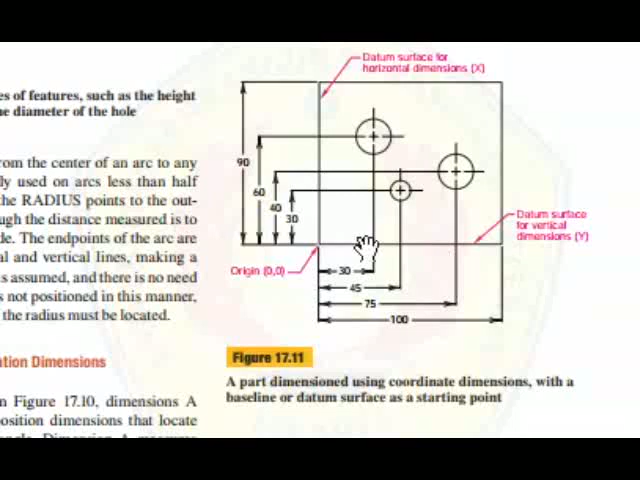 es of features, such as the height
e diameter of the hole
rom the center of an arc to any
ly used on arcs less than half
the RADIUS points to the out-
ugh the distance measured is to
de. The endpoints of the arc are
al and vertical lines, making a
s assumed, and there is no need
s not positioned in this manner,
the radius must be located.
ation Dimensions
n Figure 17.10, dimensions A
osition dimensions that locate
Datum surface for
horizontal dimensions (X)
90
60
40
30
Datum surface
for vertical
dimensions (Y)
Origin (0,0)
30
45
75
100
Figure 17.11
A part dimensioned using coordinate dimensions, with a
baseline or datum surface as a starting point